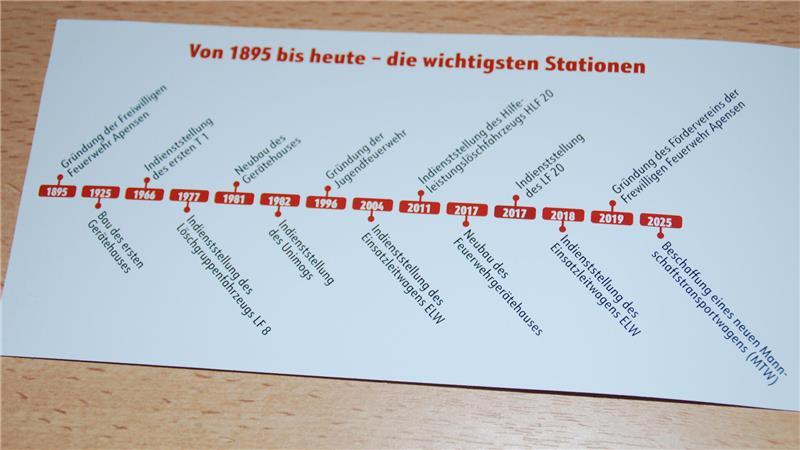 Von 1895 bis heute – die wichtigsten Stationen
1895
Gründung der Freiwilligen
Feuerwehr Apensen
1925
Bau des ersten
Gerätehauses
1966
Indienststellung
des ersten T 1
1977
Indienststellung des
Löschgruppenfahrzeugs LF 8
1981
Neubau des
Gerätehauses
1982
Indienststellung
des Unimogs
1996
Gründung der
Jugendfeuerwehr
2004
Indienststellung des
Einsatzleitwagens ELW
2011
Indienststellung des Hilfe-
leistungslöschfahrzeugs HLF 20
2017
Neubau des
Feuerwehrgerätehauses
2017
Indienststellung
des LF 20
2018
Indienststellung des
Einsatzleitwagens ELW
2019
Gründung des Fördervereins der
Freiwilligen Feuerwehr Apensen
2025
Beschaffung eines neuen Mann-
schaftstransportwagens (MTW)